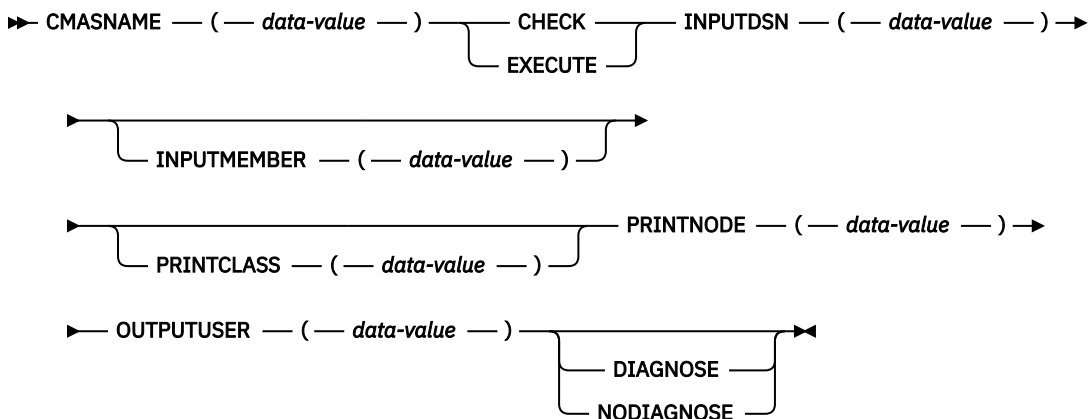 CMASNAME ( data-value ) CHECK INPUTDSN ( data-value )
EXECUTE
INPUTMEMBER ( data-value )
PRINTNODE ( data-value )
PRINTCLASS ( data-value )
OUTPUTUSER ( data-value )
DIAGNOSE
NODIAGNOSE